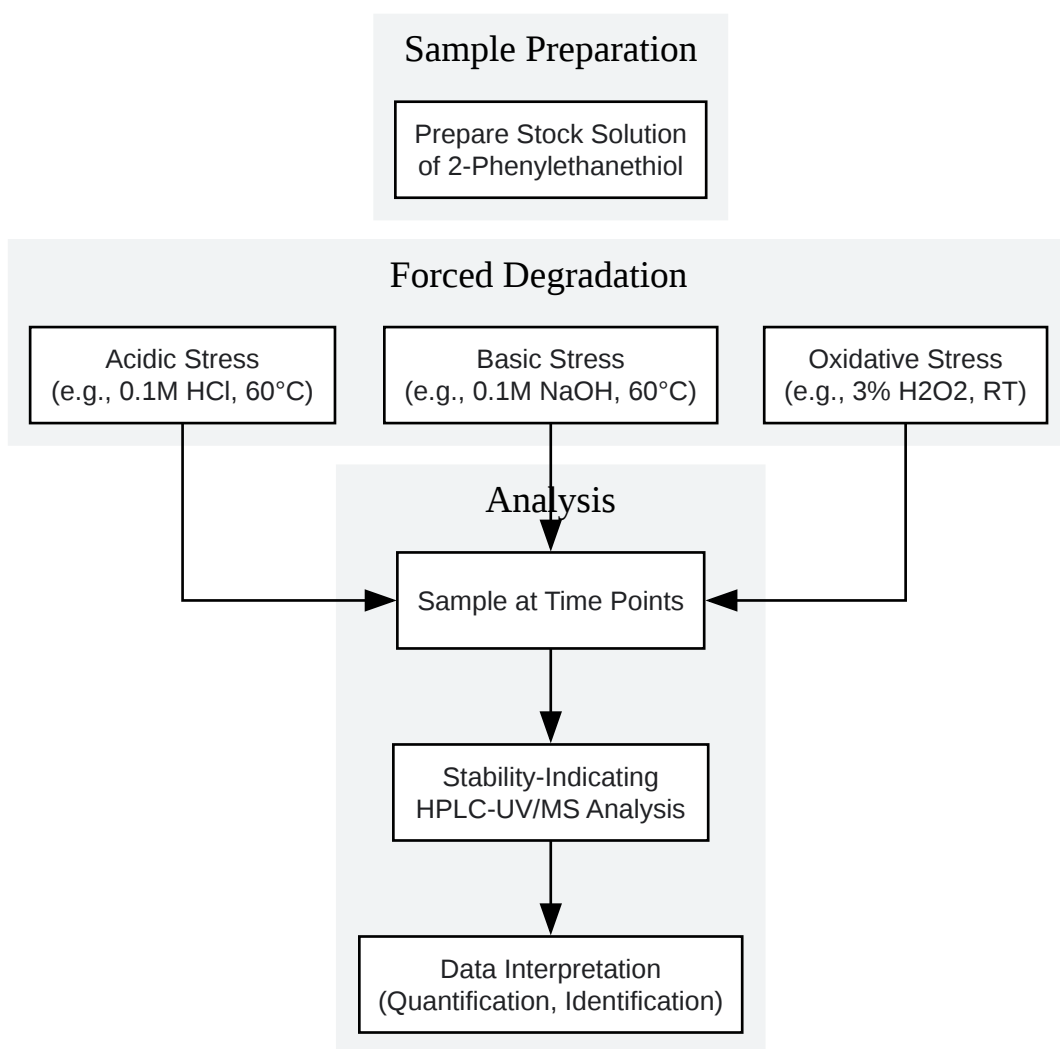 Sample Preparation
Prepare Stock Solution
of 2-Phenylethanethiol
Forced Degradation
Acidic Stress
(e.g., 0.1M HCl, 60°C)
Basic Stress
(e.g., 0.1M NaOH, 60°C)
Oxidative Stress
(e.g., 3% H2O2, RT)
Analysis
Sample at Time Points
Stability-Indicating
HPLC-UV/MS Analysis
Data Interpretation
(Quantification, Identification)